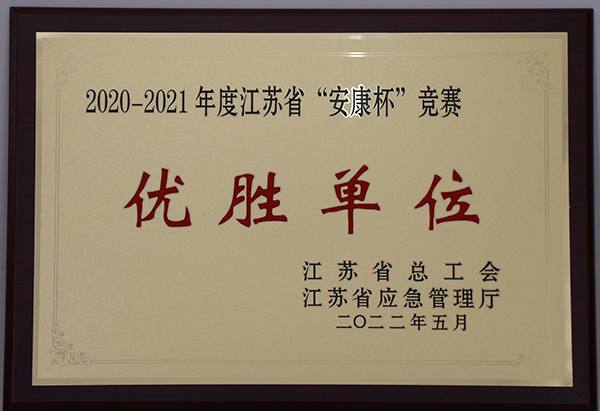 2020-2021年度江苏省“安康杯”竞赛
优胜单位
江苏省总工会
江苏省应急管理厅
二〇二二年五月